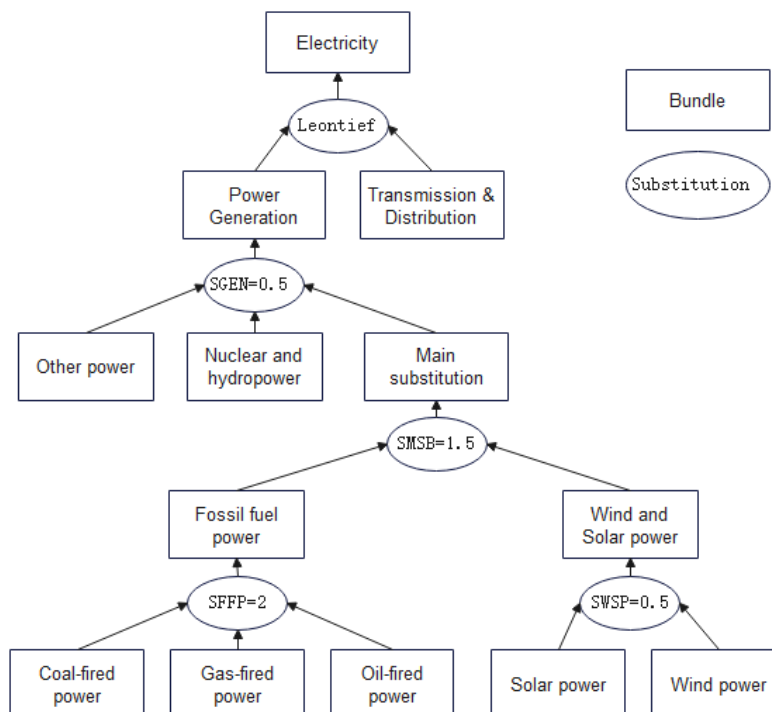 Electricity
Bundle
Leontief
Substitution
Power
Generation
Transmission &
Distribution
SGEN=0.5
Other power
Nuclear and
hydropower
Main
substitution
SMSB=1.5
Fossil fuel
power
Wind and
Solar power
SFFP=2
SWSP=0.5
Coal-fired
power
Gas-fired
power
Oil-fired
power
Solar power
Wind power